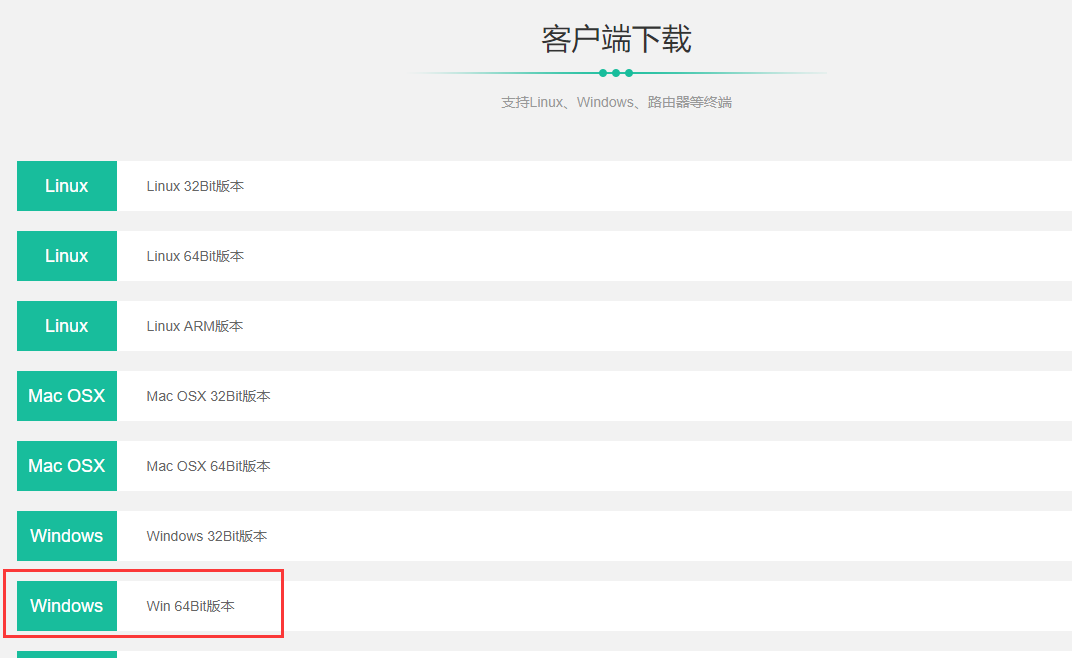 客户端下载
支持Linux、Windows、路由器等终端
Linux Linux 32Bit版本
Linux Linux 64Bit版本
Linux Linux ARM版本
Mac OSX Mac OSX 32Bit版本
Mac OSX Mac OSX 64Bit版本
Windows Windows 32Bit版本
Windows Win 64Bit版本